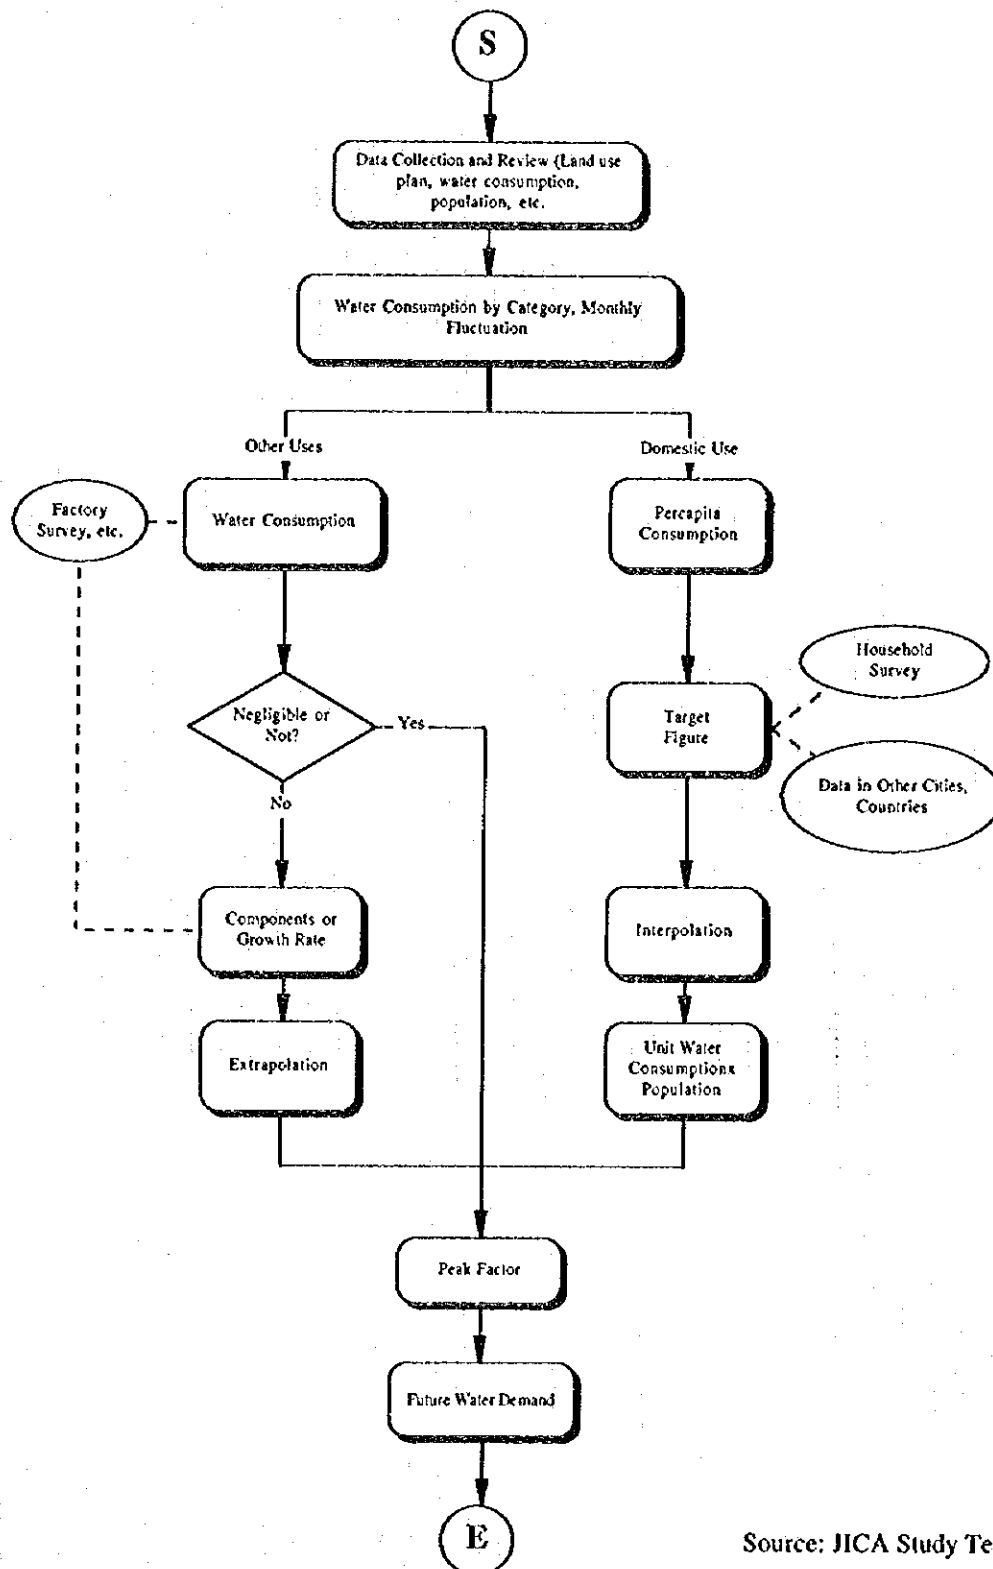 S
Data Collection and Review (Land use
plan, water consumption,
population, etc.
Water Consumption by Category, Monthly
Fluctuation
Other Uses
Domestic Use
Factory
Survey, etc.
Water Consumption
Percapita
Consumption
Household
Survey
Negligible or
Not?
Yes
Target
Figure
Data in Other Cities,
Countries
No
Components or
Growth Rate
Interpolation
Extrapolation
Unit Water
Consumptionx
Population
Peak Factor
Future Water Demand
E
Source: JICA Study Te